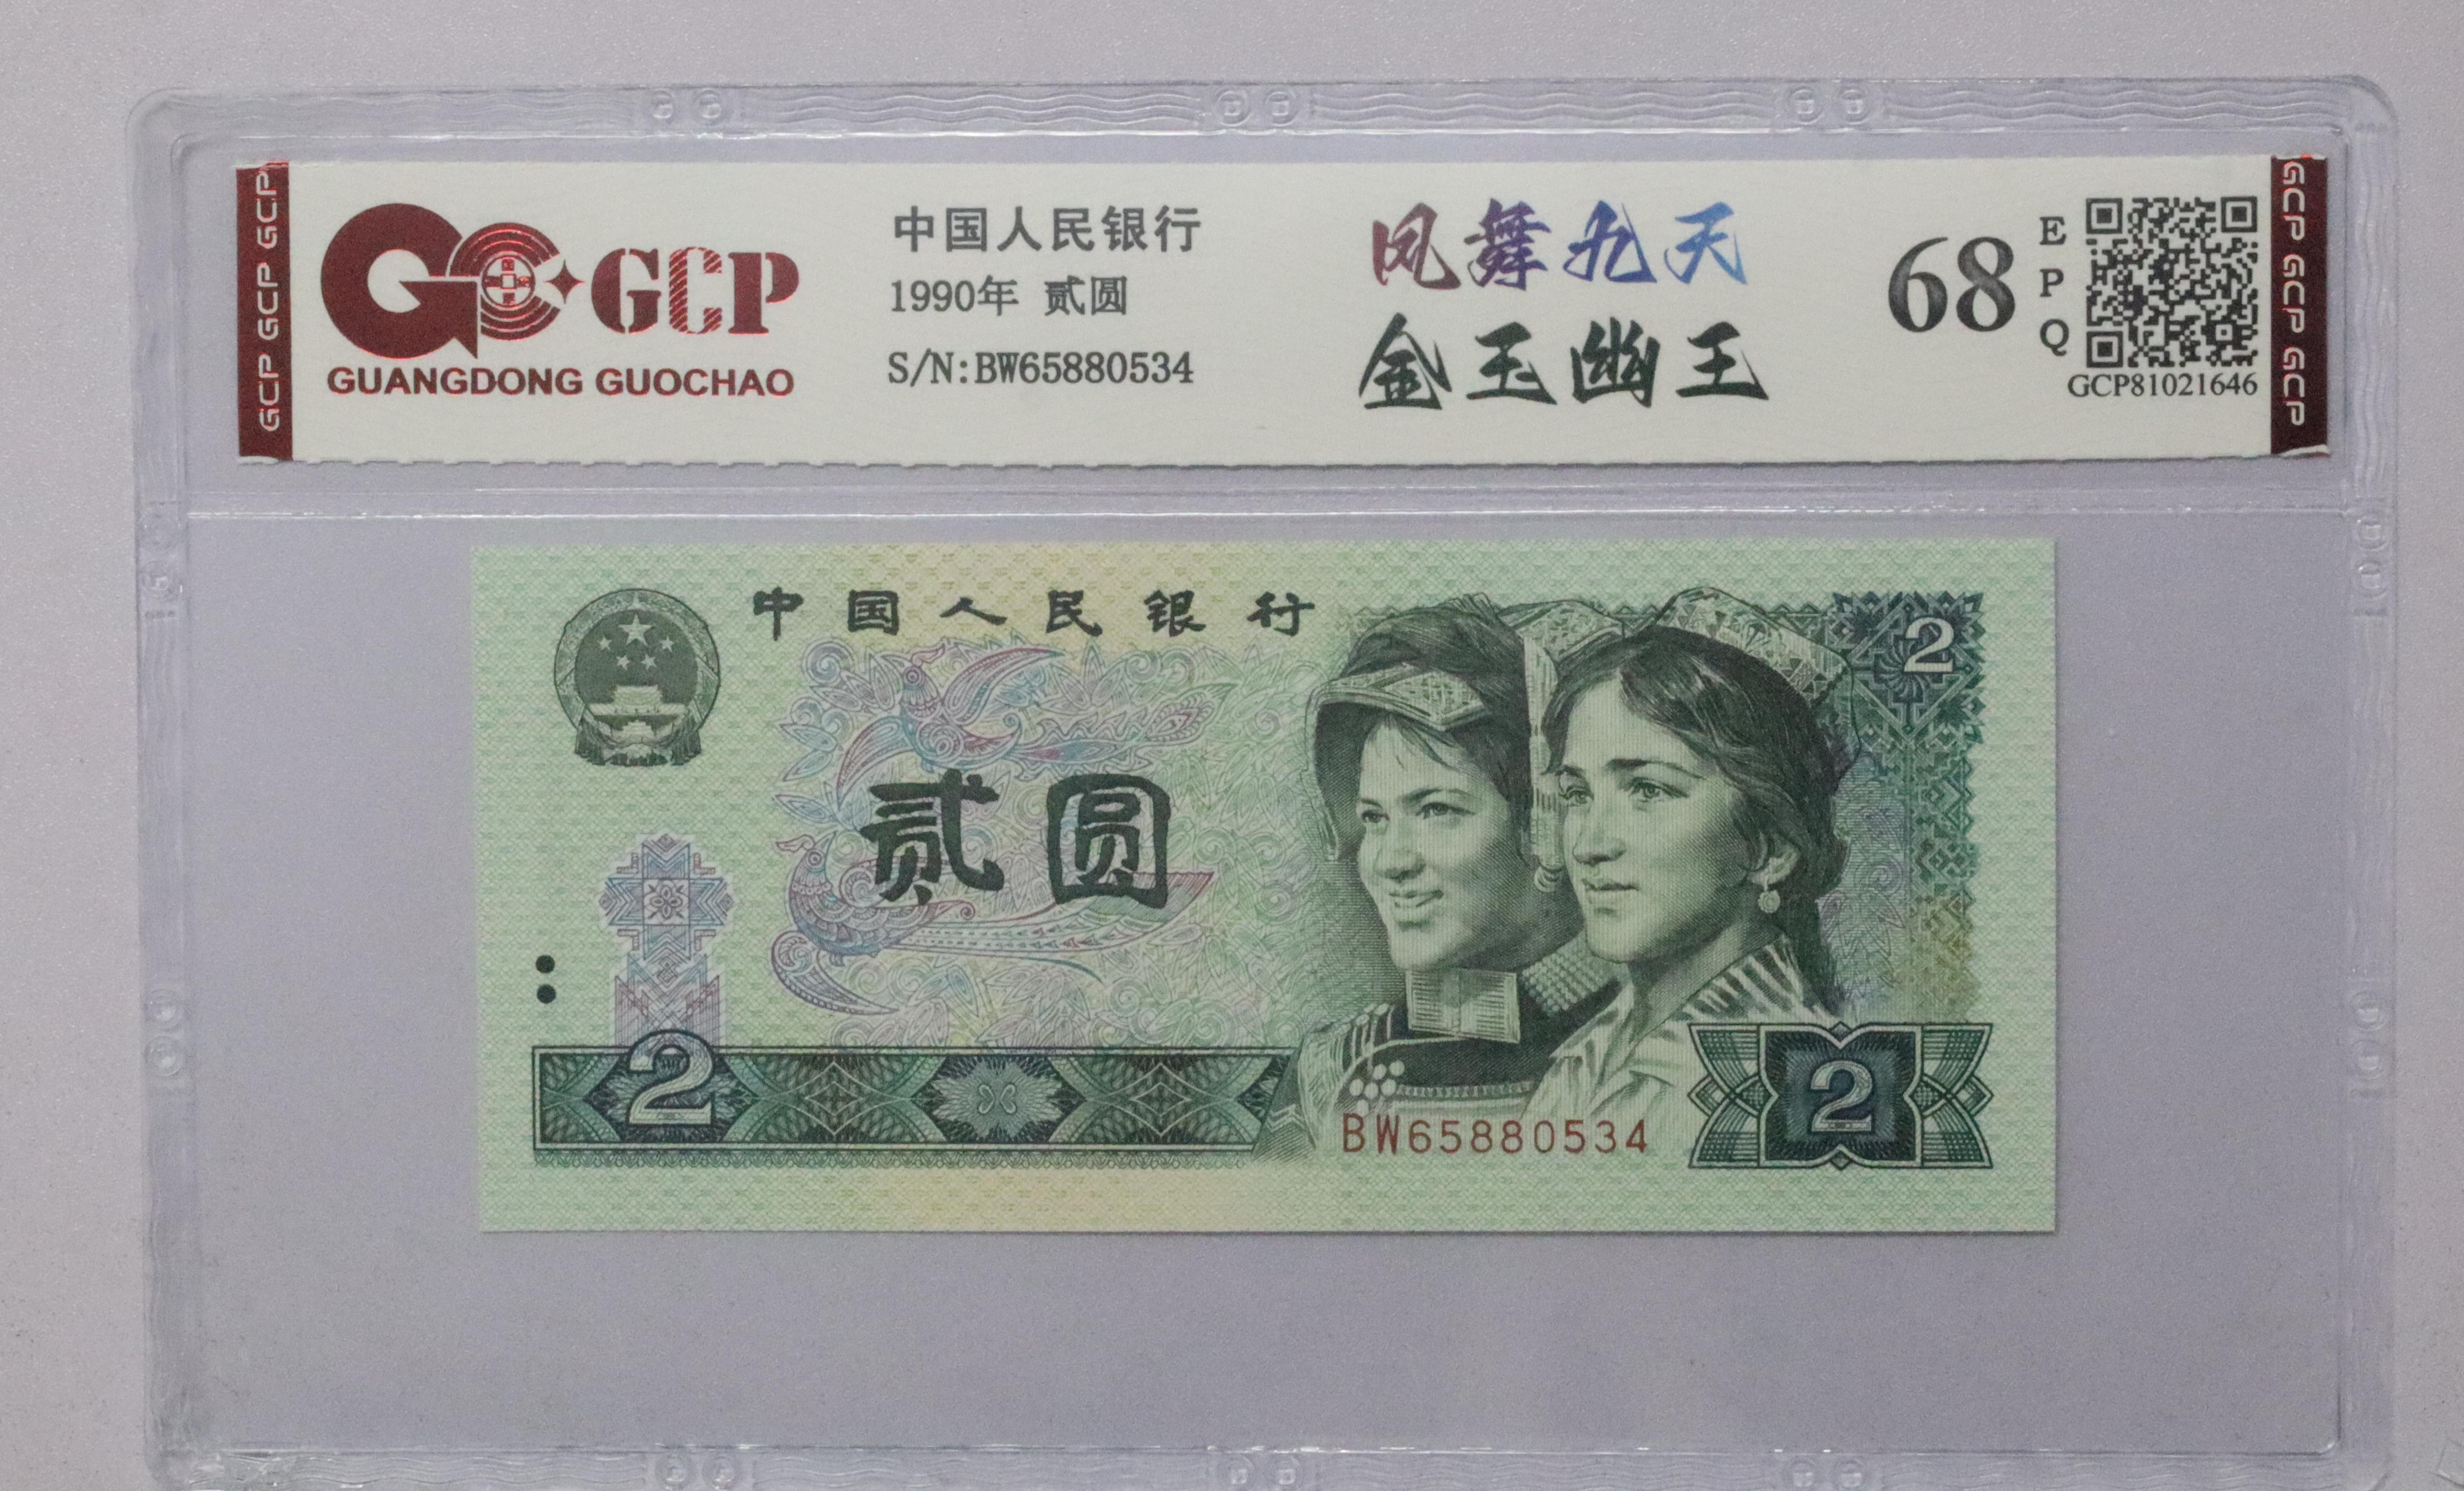 GCP GCP GCP
GCP
GUANGDONG GUOCHAO
中国人民银行
1990年 贰圆
S/N:BW65880534
凤舞九天
金玉幽王
68
EPQ
GCP81021646
GCP GCP GCP
中国人民银行
2
贰圆
2
2
BW65880534